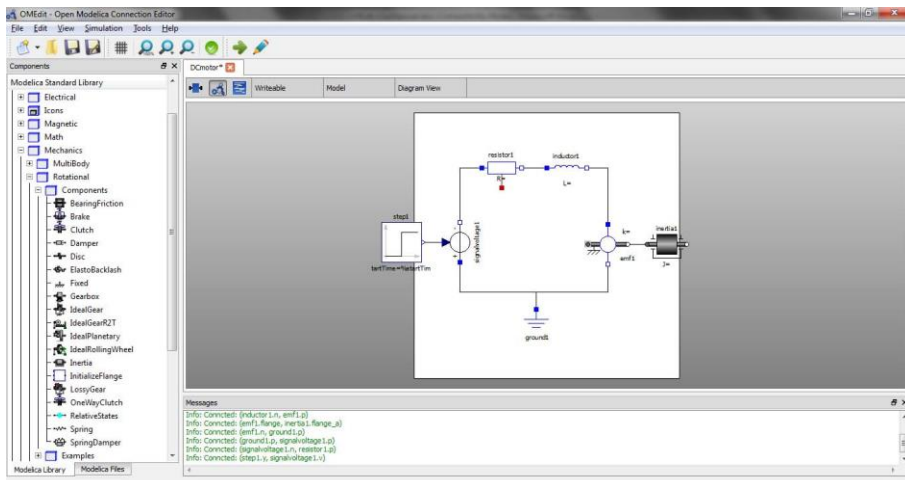 OMEdit - Open Modelica Connection Editor
File Edit View Simulation Tools Help
Components
DCmotor*
Modelica Standard Library
Writeable Model Diagram View
Electrical
Icons
Magnetic
Math
Mechanics
MultiBody
Rotational
Components
BearingFriction
Brake
Clutch
Damper
Disc
ElastoBacklash
Fixed
Gearbox
IdealGear
IdealGearR2T
IdealPlanetary
IdealRollingWheel
Inertia
InitializeFlange
LossyGear
OneWayClutch
RelativeStates
Spring
SpringDamper
Examples
Modelica Library Modelica Files
resistor1
R=
inductor1
L=
step1
tartTime=%startTim
signalvoltage1
k=
emf1
inertia1
J=
ground1
Messages
Info: Conncted: (inductor1.n, emf1.p)
Info: Conncted: (emf1.flange, inertia1.flange_a)
Info: Conncted: (emf1.n, ground1.p)
Info: Conncted: (ground1.p, signalvoltage1.p)
Info: Conncted: (signalvoltage1.n, resistor1.p)
Info: Conncted: (step1.y, signalvoltage1.v)